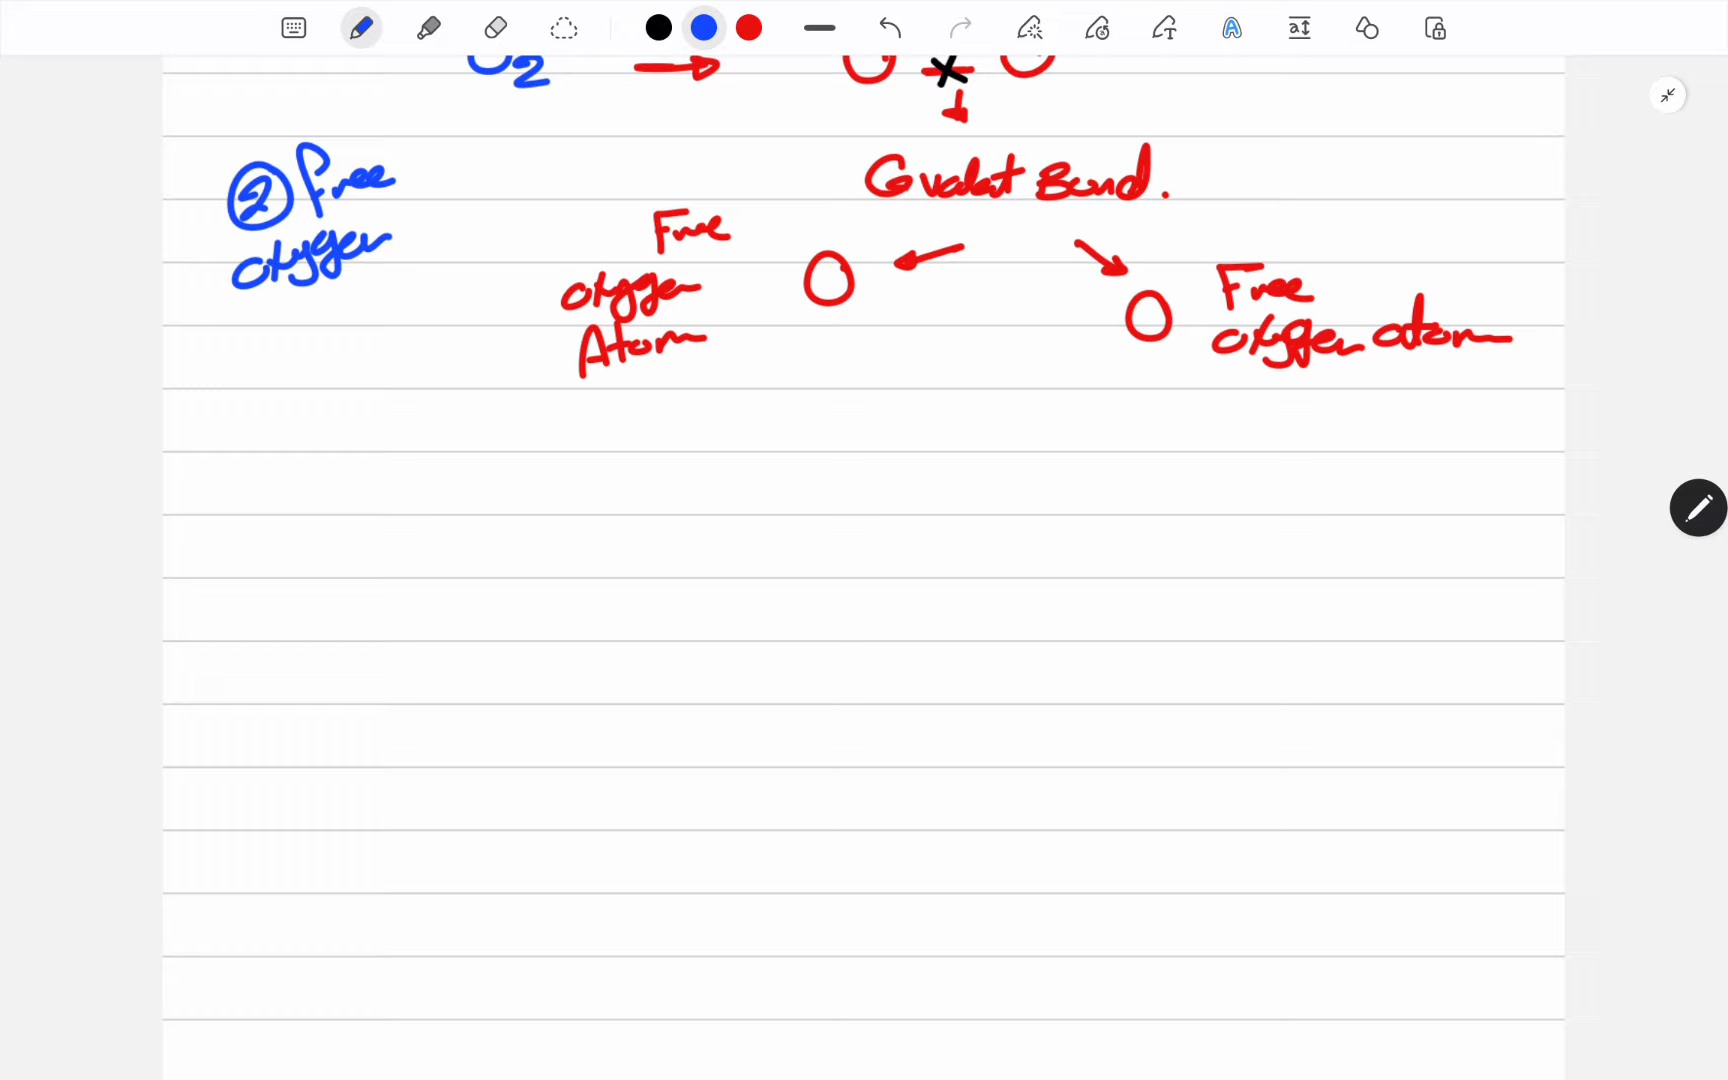 O2 → O - O
② free
oxygen
Covalent Bond.
Free
oxygen
Atom
O
O
Free
oxygen atom